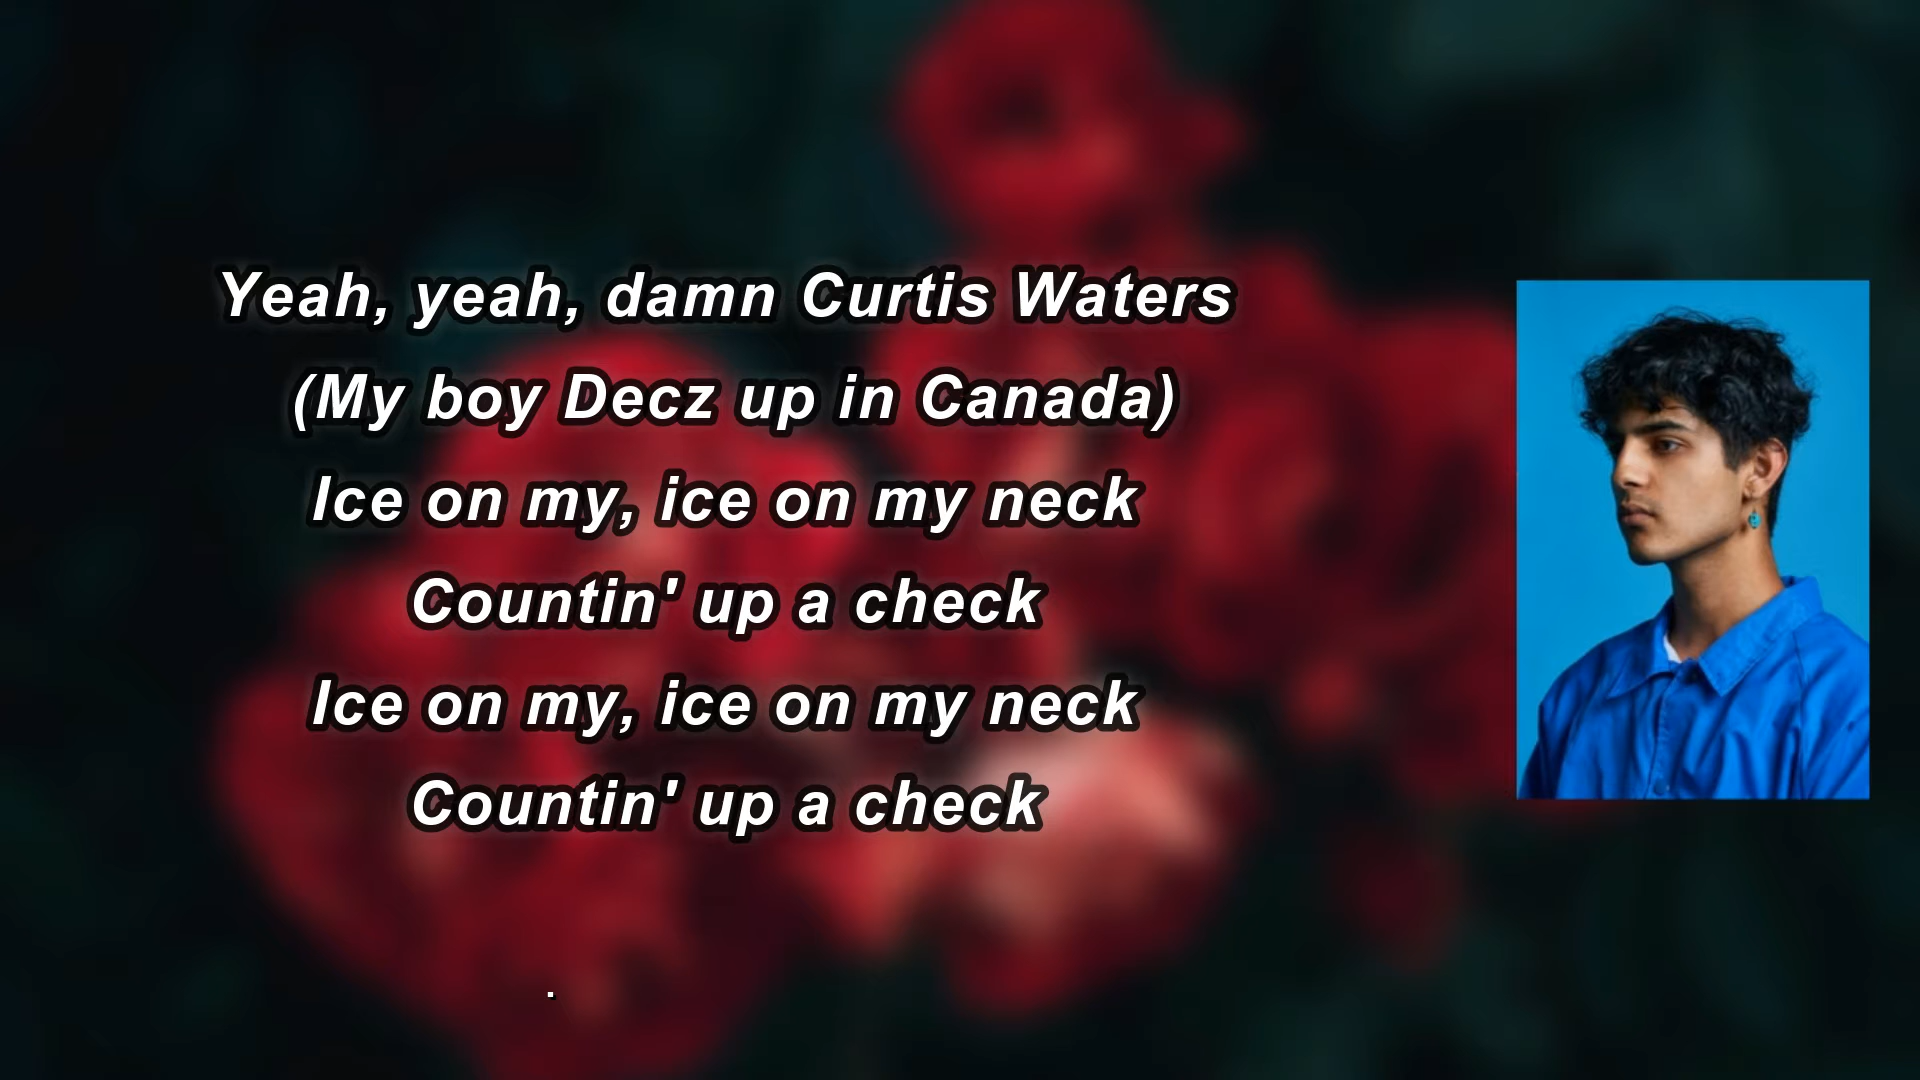 Yeah, yeah, damn Curtis Waters
(My boy Decz up in Canada)
Ice on my, ice on my neck
Countin' up a check
Ice on my, ice on my neck
Countin' up a check
.